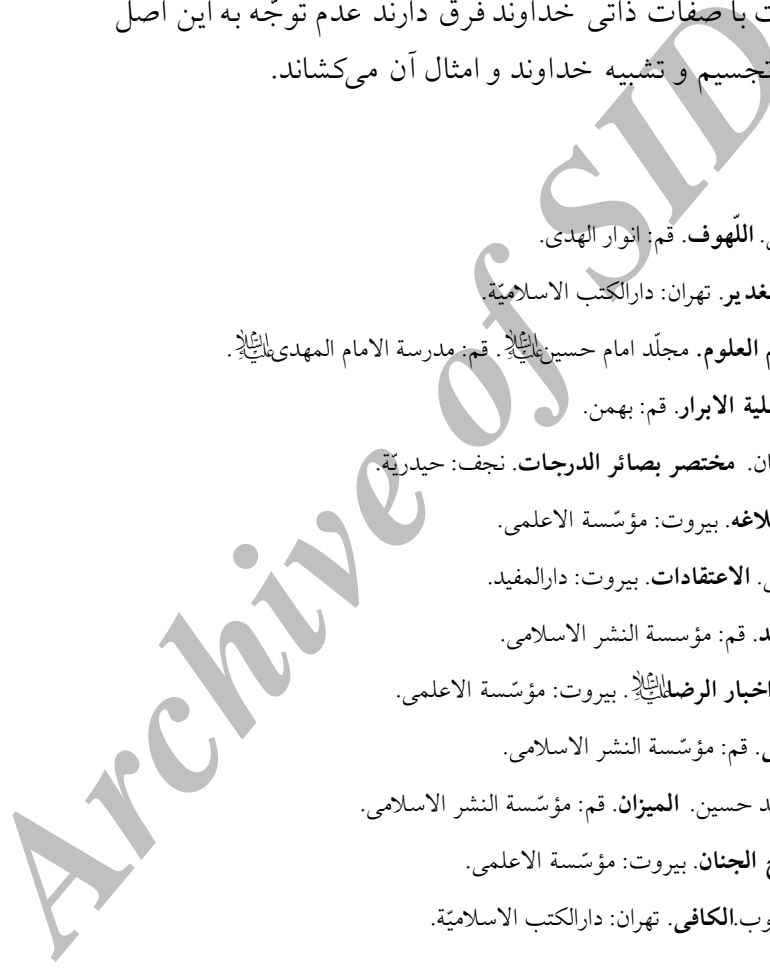 ت با صفات ذاتی خداوند فرق دارند عدم توجّه به این اصل
تجسیم و تشبیه خداوند و امثال آن می‌کشاند.
. اللّهوف. قم: انوار الهدی.
غدیر. تهران: دارالکتب الاسلامیّة.
م العلوم. مجلّد امام حسین علیه‌السلام. قم: مدرسة الامام المهدی علیه‌السلام.
لیة الابرار. قم: بهمن.
ان. مختصر بصائر الدرجات. نجف: حیدریّة.
لاغه. بیروت: مؤسّسة الاعلمی.
. الاعتقادات. بیروت: دارالمفید.
د. قم: مؤسسة النشر الاسلامی.
اخبار الرضا علیه‌السلام. بیروت: مؤسّسة الاعلمی.
. قم: مؤسّسة النشر الاسلامی.
د حسین. المیزان. قم: مؤسّسة النشر الاسلامی.
ح الجنان. بیروت: مؤسّسة الاعلمی.
وب.الکافی. تهران: دارالکتب الاسلامیّة.
Archive of SID